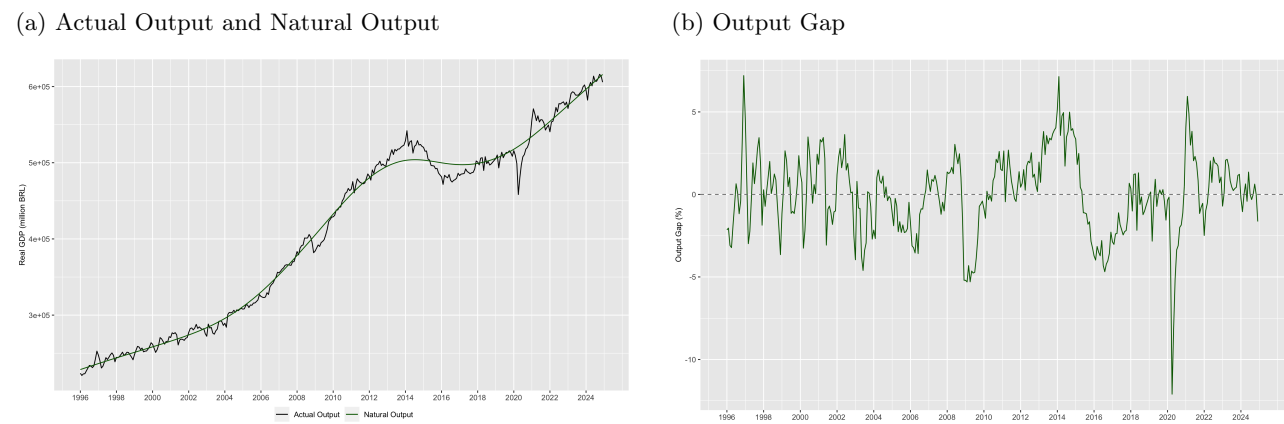 (a) Actual Output and Natural Output
Real GDP (million BRL)
6e+05
5e+05
4e+05
3e+05
1996 1998 2000 2002 2004 2006 2008 2010 2012 2014 2016 2018 2020 2022 2024
Actual Output Natural Output
(b) Output Gap
Output Gap (%)
5
0
-5
-10
1996 1998 2000 2002 2004 2006 2008 2010 2012 2014 2016 2018 2020 2022 2024